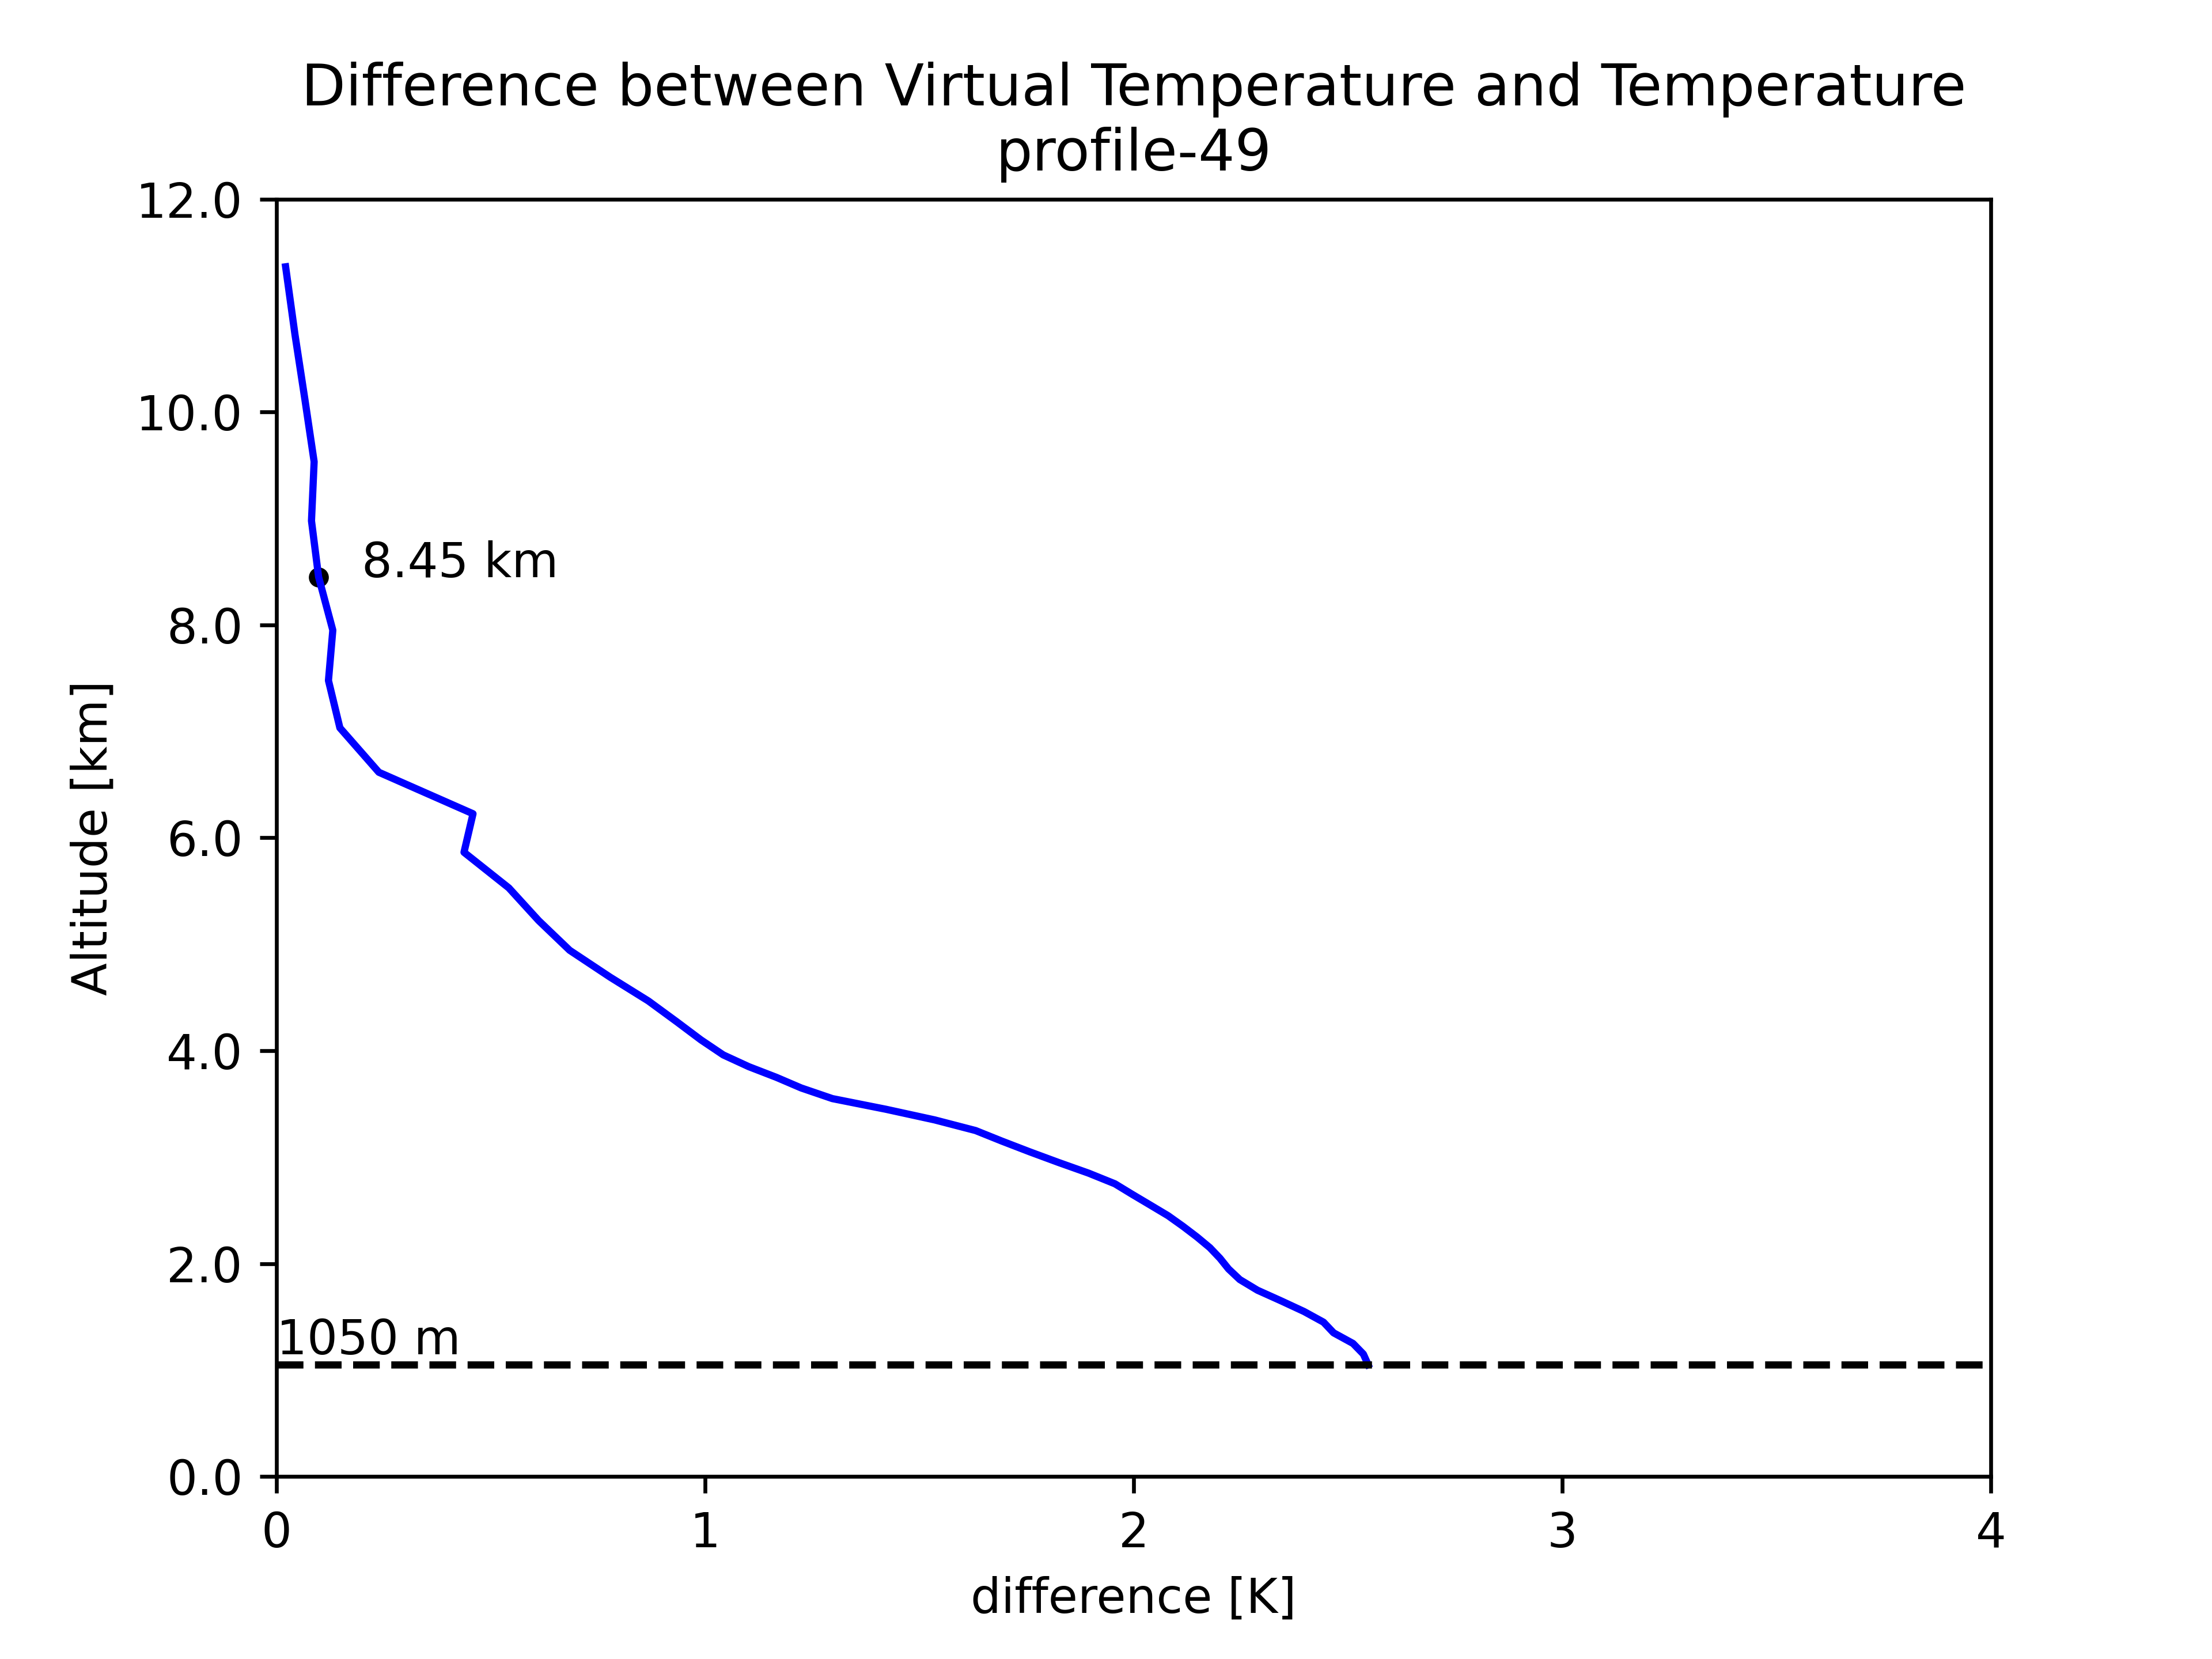 Difference between Virtual Temperature and Temperature
profile-49
12.0
10.0
8.0
6.0
4.0
2.0
0.0
Altitude [km]
8.45 km
1050 m
0 1 2 3 4
difference [K]